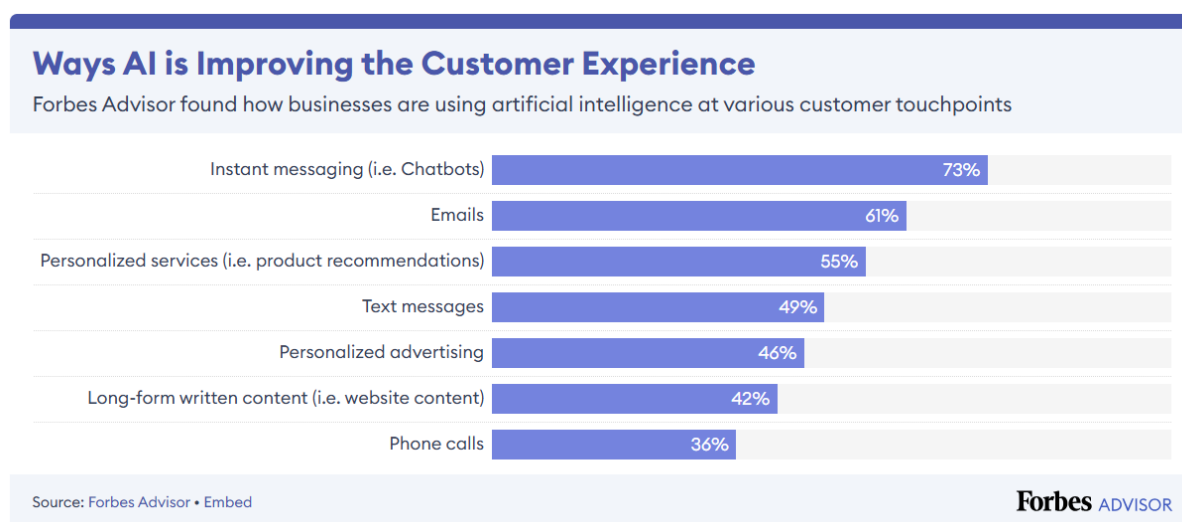 Ways AI is Improving the Customer Experience
Forbes Advisor found how businesses are using artificial intelligence at various customer touchpoints
Instant messaging (i.e. Chatbots) 73%
Emails 61%
Personalized services (i.e. product recommendations) 55%
Text messages 49%
Personalized advertising 46%
Long-form written content (i.e. website content) 42%
Phone calls 36%
Source: Forbes Advisor • Embed
Forbes ADVISOR